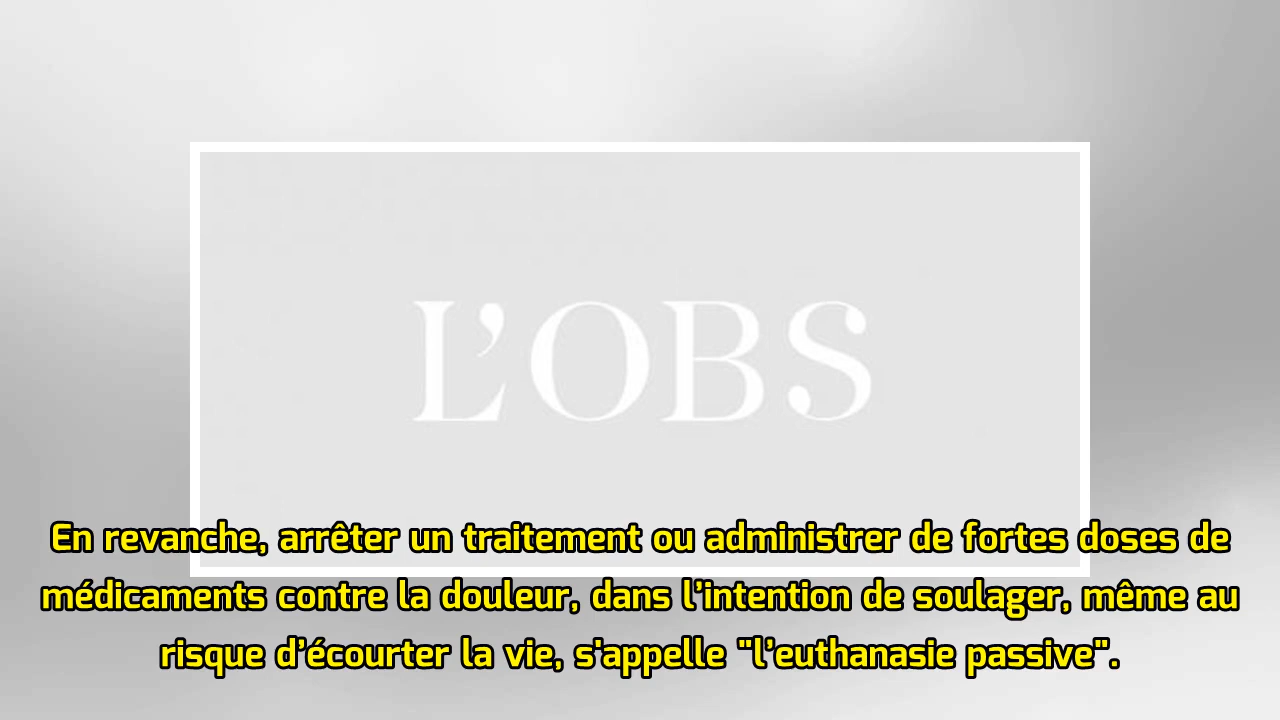 L'OBS
En revanche, arrêter un traitement ou administrer de fortes doses de
médicaments contre la douleur, dans l’intention de soulager, même au
risque d’écourter la vie, s'appelle "l’euthanasie passive".